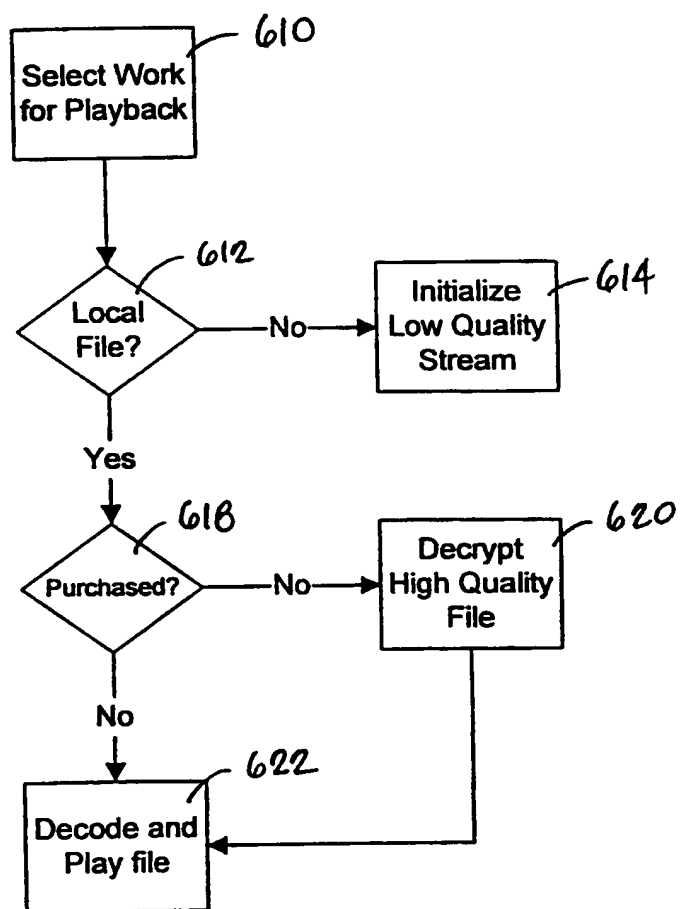 610
Select Work
for Playback
612
Local
File?
No
614
Initialize
Low Quality
Stream
Yes
618
Purchased?
No
620
Decrypt
High Quality
File
No
622
Decode and
Play file